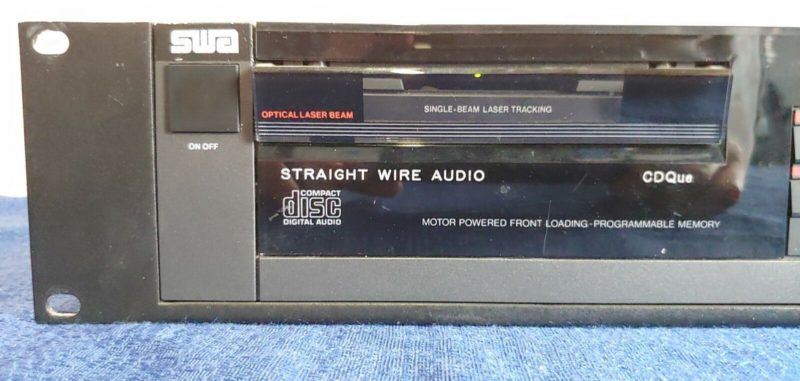 swa
OPTICAL LASER BEAM
SINGLE-BEAM LASER TRACKING
ON OFF
STRAIGHT WIRE AUDIO
CDQue
COMPACT
disc
DIGITAL AUDIO
MOTOR POWERED FRONT LOADING-PROGRAMMABLE MEMORY